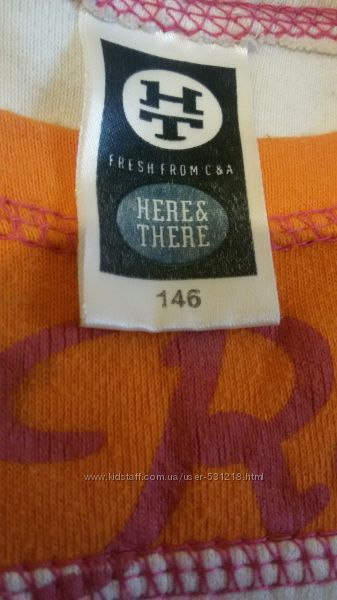 HT
FRESH FROM C&A
HERE &
THERE
146
R
www.kidstaff.com.ua/user-531218.html